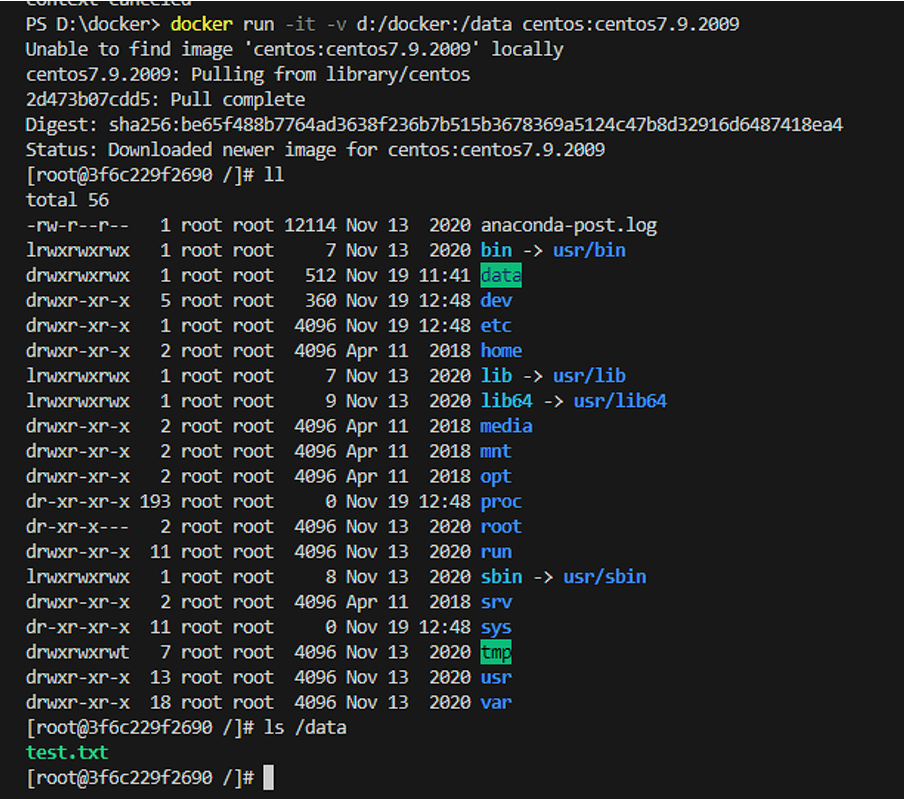 context canceled
PS D:\docker> docker run -it -v d:/docker:/data centos:centos7.9.2009
Unable to find image 'centos:centos7.9.2009' locally
centos7.9.2009: Pulling from library/centos
2d473b07cdd5: Pull complete
Digest: sha256:be65f488b7764ad3638f236b7b515b3678369a5124c47b8d32916d6487418ea4
Status: Downloaded newer image for centos:centos7.9.2009
[root@3f6c229f2690 /]# ll
total 56
-rw-r--r--   1 root root 12114 Nov 13  2020 anaconda-post.log
lrwxrwxrwx   1 root root     7 Nov 13  2020 bin -> usr/bin
drwxrwxrwx   1 root root   512 Nov 19 11:41 data
drwxr-xr-x   5 root root   360 Nov 19 12:48 dev
drwxr-xr-x   1 root root  4096 Nov 19 12:48 etc
drwxr-xr-x   2 root root  4096 Apr 11  2018 home
lrwxrwxrwx   1 root root     7 Nov 13  2020 lib -> usr/lib
lrwxrwxrwx   1 root root     9 Nov 13  2020 lib64 -> usr/lib64
drwxr-xr-x   2 root root  4096 Apr 11  2018 media
drwxr-xr-x   2 root root  4096 Apr 11  2018 mnt
drwxr-xr-x   2 root root  4096 Apr 11  2018 opt
dr-xr-xr-x 193 root root     0 Nov 19 12:48 proc
dr-xr-x---   2 root root  4096 Nov 13  2020 root
drwxr-xr-x  11 root root  4096 Nov 13  2020 run
lrwxrwxrwx   1 root root     8 Nov 13  2020 sbin -> usr/sbin
drwxr-xr-x   2 root root  4096 Apr 11  2018 srv
dr-xr-xr-x  11 root root     0 Nov 19 12:48 sys
drwxrwxrwt   7 root root  4096 Nov 13  2020 tmp
drwxr-xr-x  13 root root  4096 Nov 13  2020 usr
drwxr-xr-x  18 root root  4096 Nov 13  2020 var
[root@3f6c229f2690 /]# ls /data
test.txt
[root@3f6c229f2690 /]#